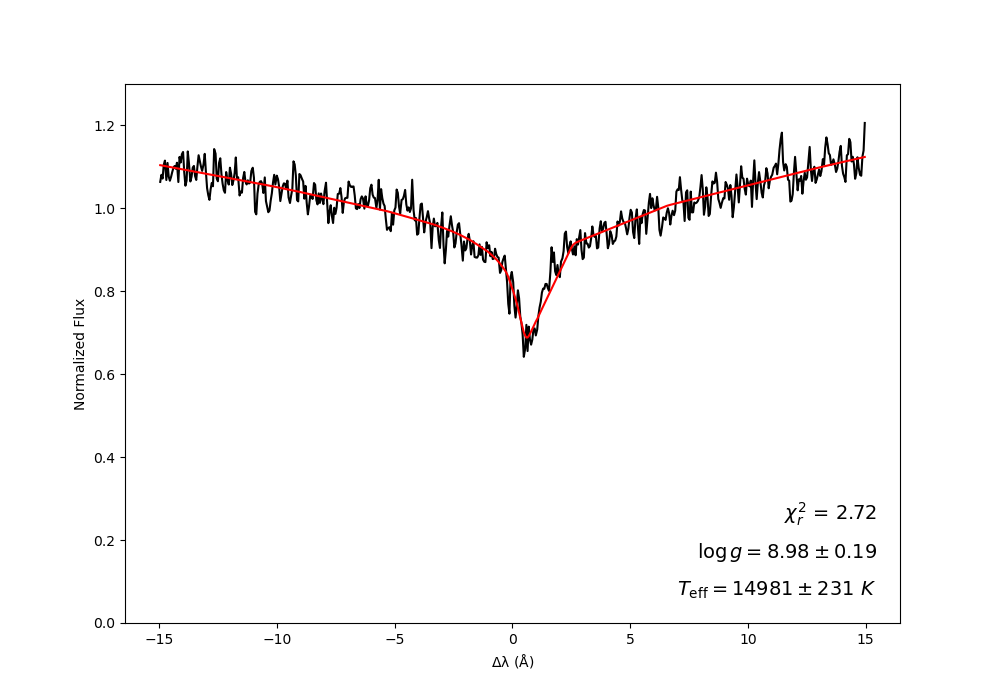 1.2
1.0
0.8
0.6
0.4
0.2
0.0
Normalized Flux
χ²ᵣ = 2.72
log g = 8.98 ± 0.19
T_eff = 14981 ± 231 K
−15 −10 −5 0 5 10 15
Δλ (Å)